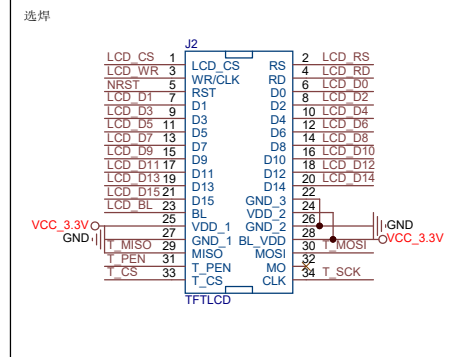 选焊
J2
LCD_CS 1 LCD_CS RS 2 LCD_RS
LCD_WR 3 WR/CLK RD 4 LCD_RD
NRST 5 RST D0 6 LCD_D0
LCD_D1 7 D1 D2 8 LCD_D2
LCD_D3 9 D3 D4 10 LCD_D4
LCD_D5 11 D5 D6 12 LCD_D6
LCD_D7 13 D7 D8 14 LCD_D8
LCD_D9 15 D9 D10 16 LCD_D10
LCD_D11 17 D11 D12 18 LCD_D12
LCD_D13 19 D13 D14 20 LCD_D14
LCD_D15 21 D15 GND_3 22
LCD_BL 23 BL VDD_2 24
VCC_3.3V 25 VDD_1 GND_2 26 GND
GND 27 GND_1 BL_VDD 28 VCC_3.3V
T_MISO 29 MISO MOSI 30 T_MOSI
T_PEN 31 T_PEN MO 32
T_CS 33 T_CS CLK 34 T_SCK
TFTLCD